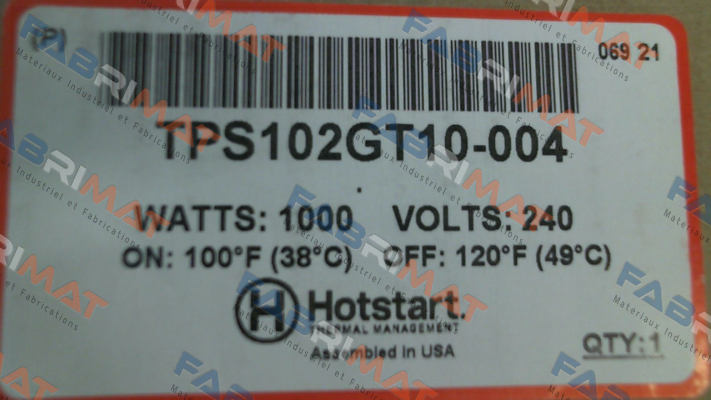 (P) 069 21
TPS102GT10-004
WATTS: 1000 VOLTS: 240
ON: 100°F (38°C) OFF: 120°F (49°C)
H Hotstart.
THERMAL MANAGEMENT
Assembled in USA
QTY:1
FABRIMAT
Materiaux Industriel et Fabrications